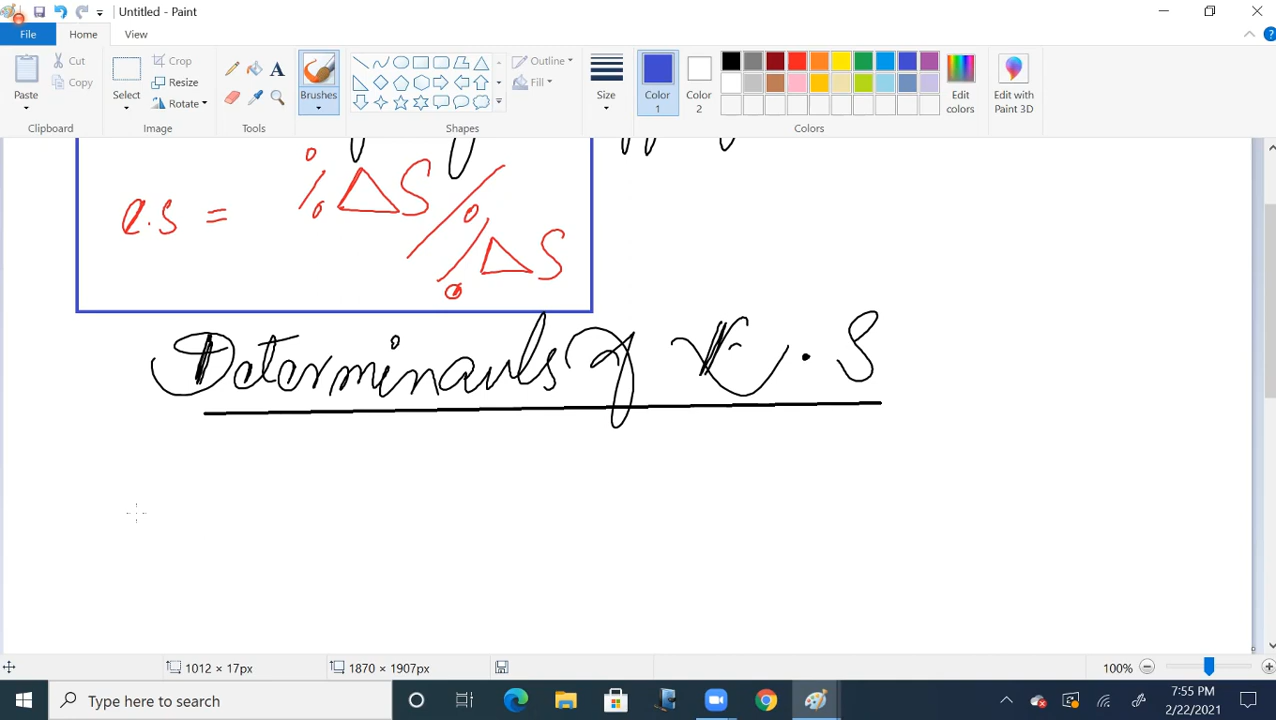 Untitled - Paint
File Home View
Paste
Cut
Copy
Clipboard
Select
Crop
Resize
Rotate
Image
A
Tools
Brushes
Outline
Fill
Shapes
Size
Color 1
Color 2
Edit colors
Colors
Edit with Paint 3D
e.s = % ΔS / % ΔS
Determinants of E.S
1012 × 17px
1870 × 1907px
100%
Type here to search
7:55 PM
2/22/2021